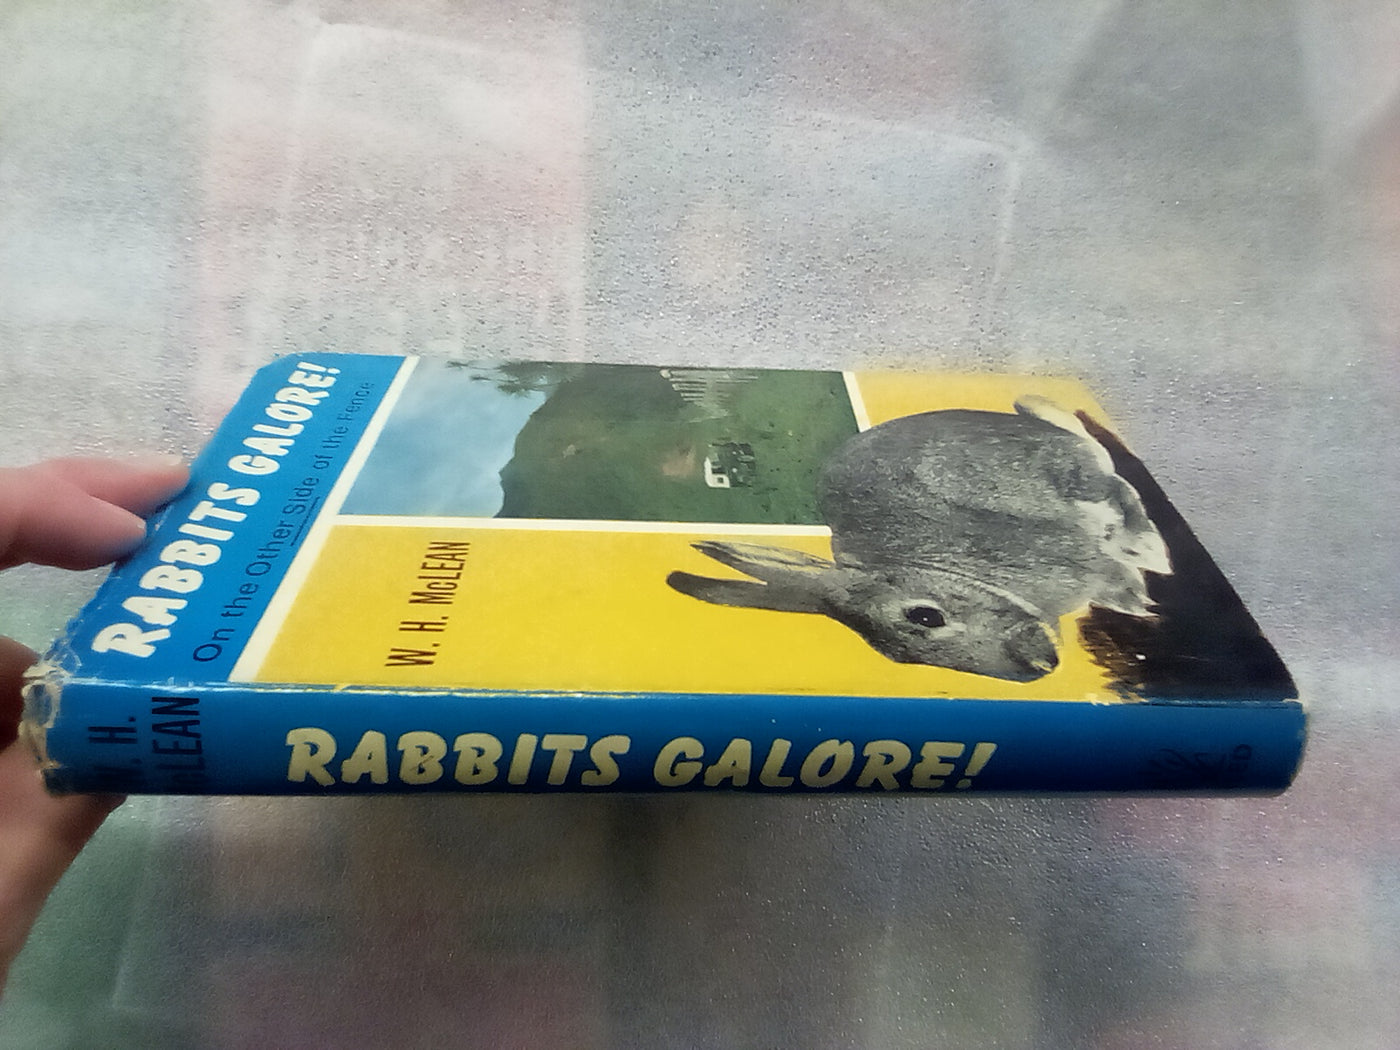 RABBITS GALORE!
On the Other Side of the Fence
W. H. McLEAN
W. H.
McLEAN
RABBITS GALORE!